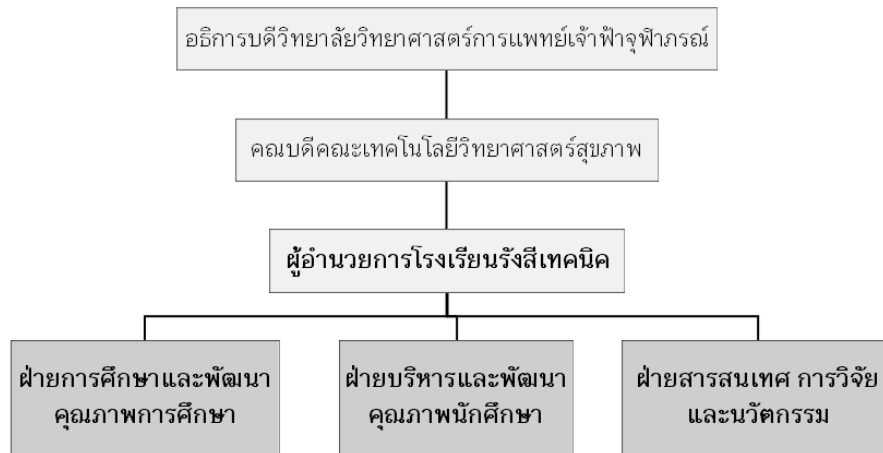 อธิการบดีวิทยาลัยวิทยาศาสตร์การแพทย์เจ้าฟ้าจุฬาภรณ์
คณบดีคณะเทคโนโลยีวิทยาศาสตร์สุขภาพ
ผู้อำนวยการโรงเรียนรังสีเทคนิค
ฝ่ายการศึกษาและพัฒนา
คุณภาพการศึกษา
ฝ่ายบริหารและพัฒนา
คุณภาพนักศึกษา
ฝ่ายสารสนเทศ การวิจัย
และนวัตกรรม